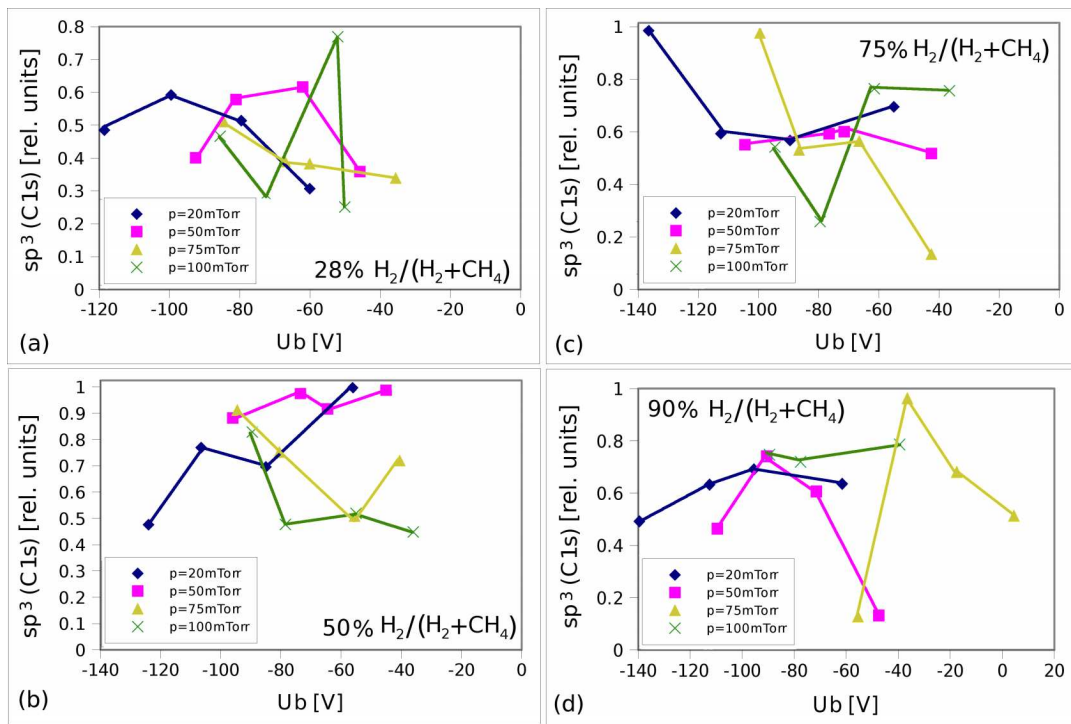 0.8
0.7
0.6
0.5
0.4
0.3
0.2
0.1
0
sp³ (C1s) [rel. units]
p=20mTorr
p=50mTorr
p=75mTorr
p=100mTorr
28% H₂/(H₂+CH₄)
-120 -100 -80 -60 -40 -20 0
(a) Ub [V]
1
0.8
0.6
0.4
0.2
0
sp³ (C1s) [rel. units]
75% H₂/(H₂+CH₄)
p=20mTorr
p=50mTorr
p=75mTorr
p=100mTorr
-140 -120 -100 -80 -60 -40 -20 0
(c) Ub [V]
1
0.9
0.8
0.7
0.6
0.5
0.4
0.3
0.2
0.1
0
sp³ (C1s) [rel. units]
p=20mTorr
p=50mTorr
p=75mTorr
p=100mTorr
50% H₂/(H₂+CH₄)
-140 -120 -100 -80 -60 -40 -20 0
(b) Ub [V]
1
0.8
0.6
0.4
0.2
0
sp³ (C1s) [rel. units]
90% H₂/(H₂+CH₄)
p=20mTorr
p=50mTorr
p=75mTorr
p=100mTorr
-140 -120 -100 -80 -60 -40 -20 0 20
(d) Ub [V]